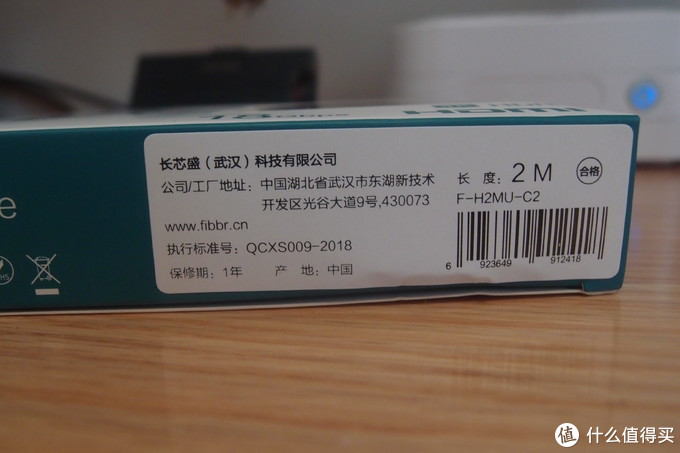 18Gbps
HDMI
长芯盛（武汉）科技有限公司
公司/工厂地址：中国湖北省武汉市东湖新技术
开发区光谷大道9号,430073
www.fibbr.cn
执行标准号：QCXS009-2018
保修期：1年 产 地：中国
长 度：2 M
合格
F-H2MU-C2
6 923649 912418
值 什么值得买